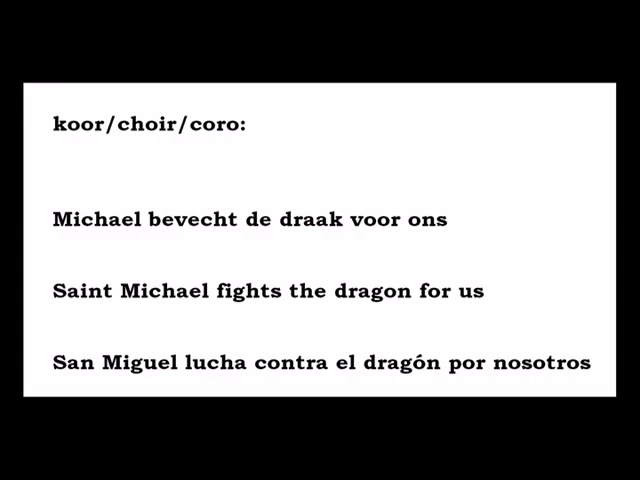 koor/choir/coro:
Michael bevecht de draak voor ons
Saint Michael fights the dragon for us
San Miguel lucha contra el dragón por nosotros